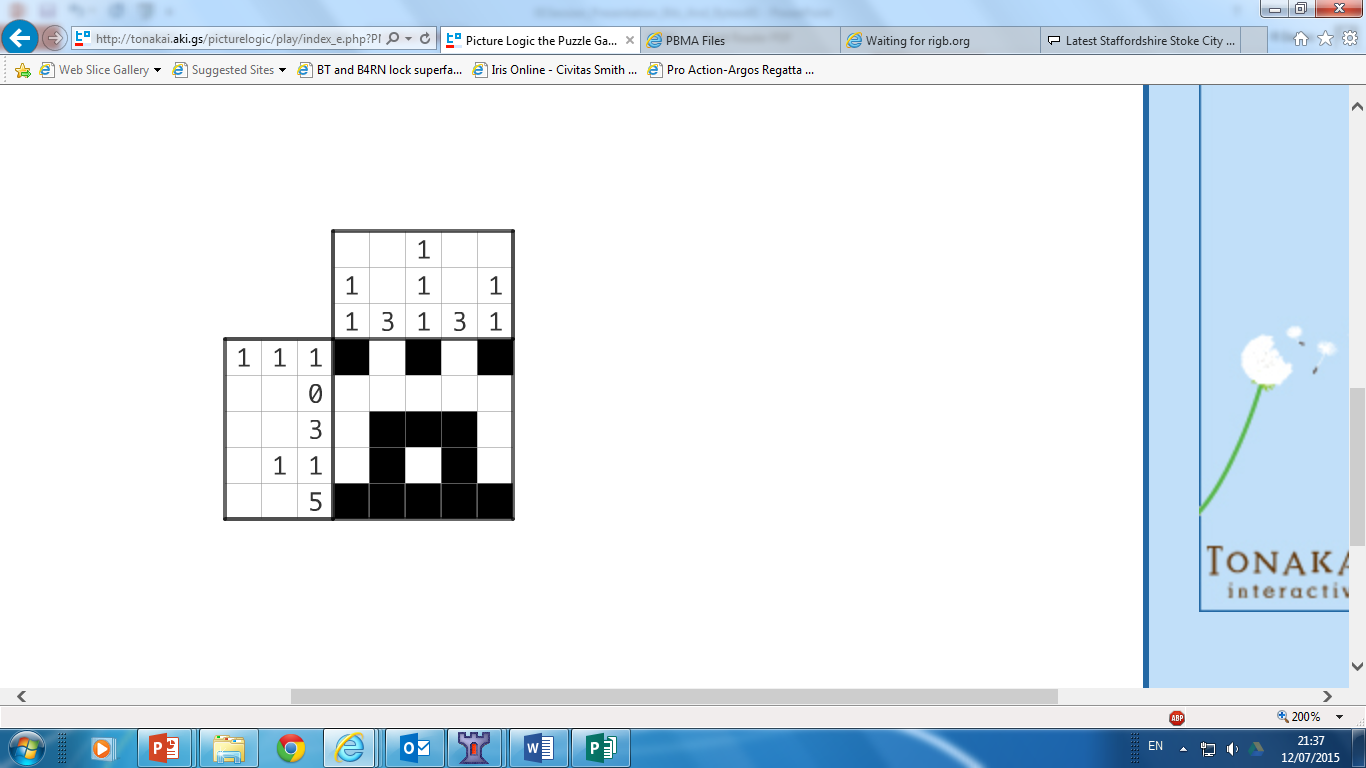 http://tonakai.aki.gs/picturelogic/play/index_e.php?Pl
Picture Logic the Puzzle Ga...
PBMA Files
Waiting for rigb.org
Latest Staffordshire Stoke City ...
Web Slice Gallery
Suggested Sites
BT and B4RN lock superfa...
Iris Online - Civitas Smith ...
Pro Action-Argos Regatta ...
1
1 1 1
1 3 1 3 1
1 1 1
0
3
1 1
5
TONAKA
interactiv
ABP
200%
EN
21:37
12/07/2015